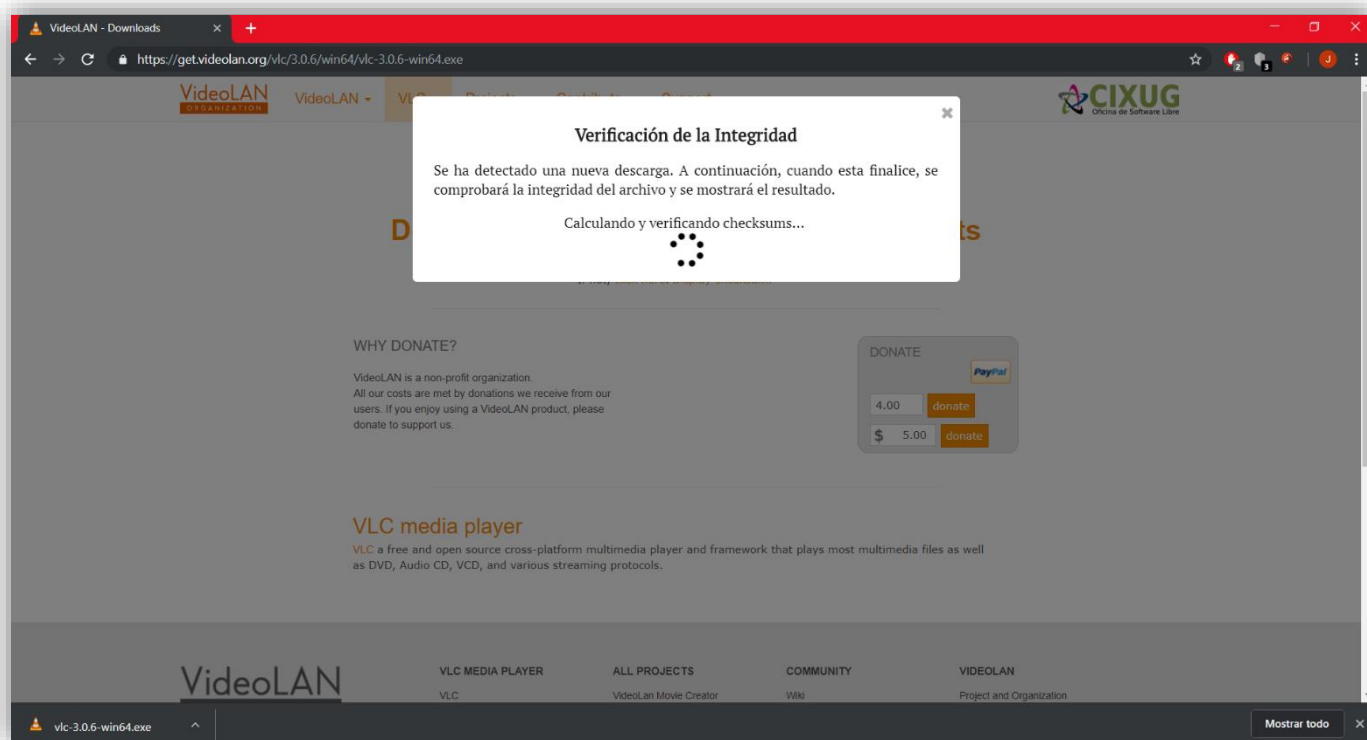 VideoLAN - Downloads
https://get.videolan.org/vlc/3.0.6/win64/vlc-3.0.6-win64.exe
2
3
J
VideoLAN
ORGANIZATION
VideoLAN
CIXUG
Oficina de Software Libre
Verificación de la Integridad
Se ha detectado una nueva descarga. A continuación, cuando esta finalice, se
comprobará la integridad del archivo y se mostrará el resultado.
Calculando y verificando checksums...
WHY DONATE?
VideoLAN is a non-profit organization.
All our costs are met by donations we receive from our
users. If you enjoy using a VideoLAN product, please
donate to support us.
DONATE
PayPal
4.00 donate
$ 5.00 donate
VLC media player
VLC a free and open source cross-platform multimedia player and framework that plays most multimedia files as well
as DVD, Audio CD, VCD, and various streaming protocols.
VideoLAN
VLC MEDIA PLAYER ALL PROJECTS COMMUNITY VIDEOLAN
VLC VideoLan Movie Creator Wiki Project and Organization
vlc-3.0.6-win64.exe
Mostrar todo